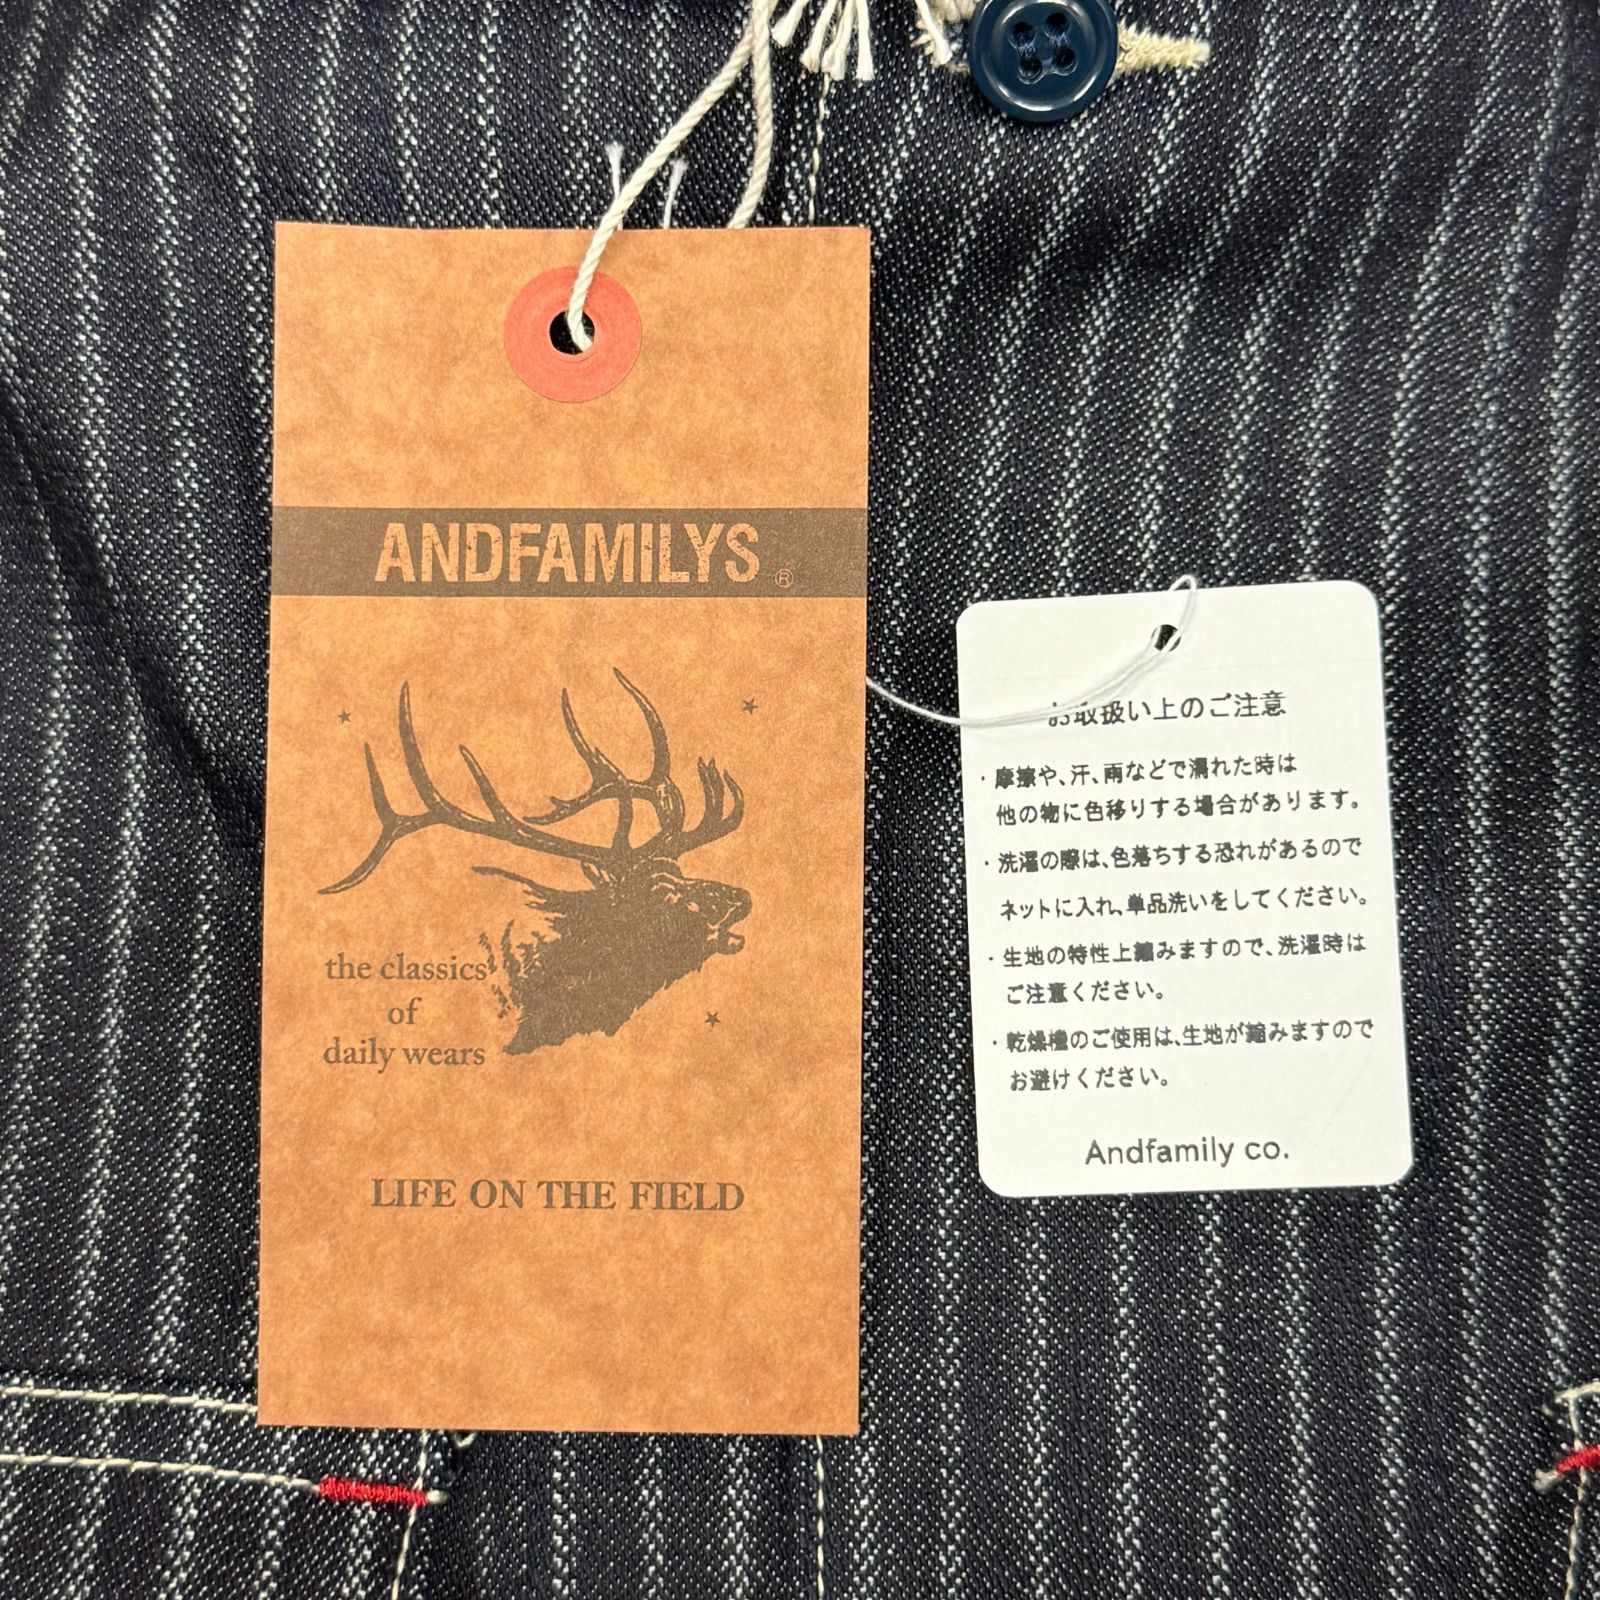 ANDFAMILYS ®
the classics
of
daily wears
LIFE ON THE FIELD
お取扱い上のご注意
・摩擦や、汗、雨などで濡れた時は
他の物に色移りする場合があります。
・洗濯の際は、色落ちする恐れがあるので
ネットに入れ、単品洗いをしてください。
・生地の特性上縮みますので、洗濯時は
ご注意ください。
・乾燥機のご使用は、生地が縮みますので
お避けください。
Andfamily co.